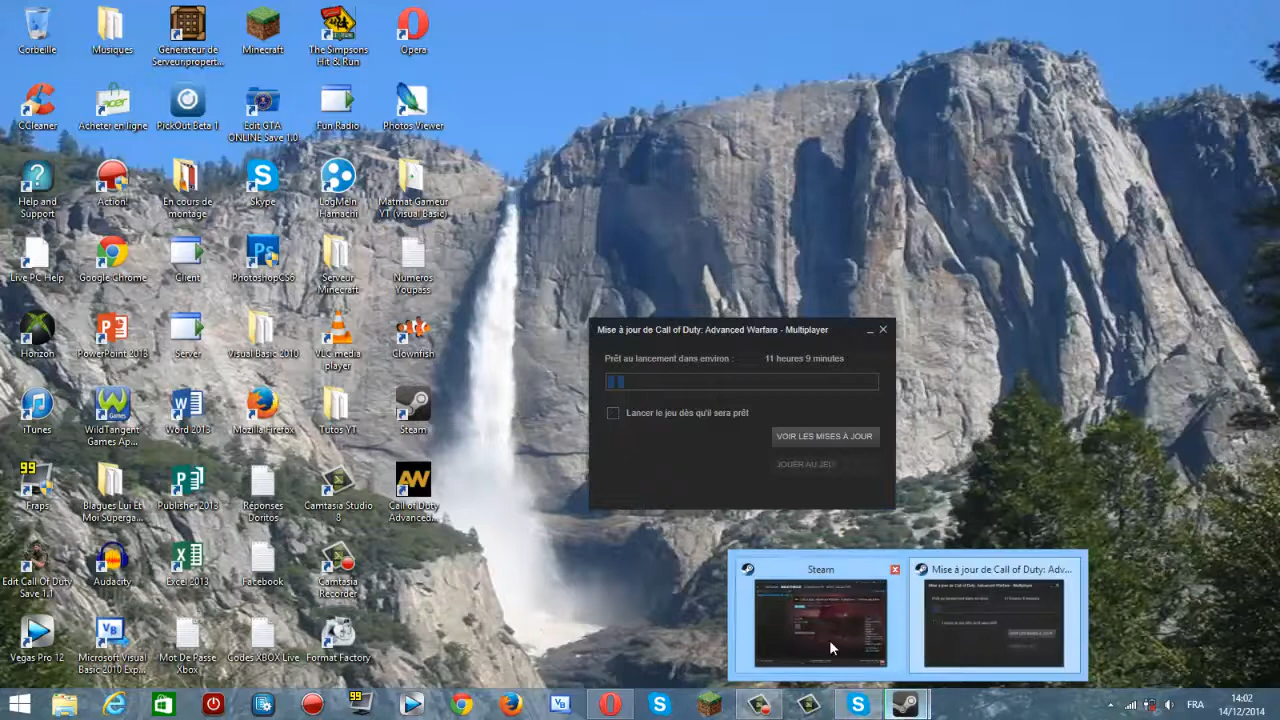 Corbeille
Musiques
Générateur de
Serveur.propert...
Minecraft
The Simpsons
Hit & Run
Opera
CCleaner
Acheter en ligne
PickOut Beta 1
Edit GTA
ONLINE Save 1.0
Fun Radio
Photos Viewer
Help and
Support
Action!
En cours de
montage
Skype
LogMeIn
Hamachi
Matmat Gameur
YT (visual Basic)
Live PC Help
Google Chrome
Client
PhotoshopCS6
Serveur
Minecraft
Numeros
Youpass
Horizon
PowerPoint 2013
Server
Visual Basic 2010
VLC media
player
Clownfish
iTunes
WildTangent
Games Ap...
Word 2013
Mozilla Firefox
Tutos YT
Steam
99
Fraps
Blagues Lui Et
Moi Superga...
Publisher 2013
Réponses
Doritos
Camtasia Studio
8
AW
Call of Duty
Advanced...
Edit Call Of Duty
Save 1.1
Audacity
Excel 2013
Facebook
Camtasia
Recorder
Vegas Pro 12
Microsoft Visual
Basic 2010 Exp...
Mot De Passe
Xbox
Codes XBOX Live
Format Factory
Mise à jour de Call of Duty: Advanced Warfare - Multiplayer
Prêt au lancement dans environ :
11 heures 9 minutes
Lancer le jeu dès qu'il sera prêt
VOIR LES MISES À JOUR
JOUER AU JEU
Steam
Mise à jour de Call of Duty: Adv...
99
FRA
14:02
14/12/2014